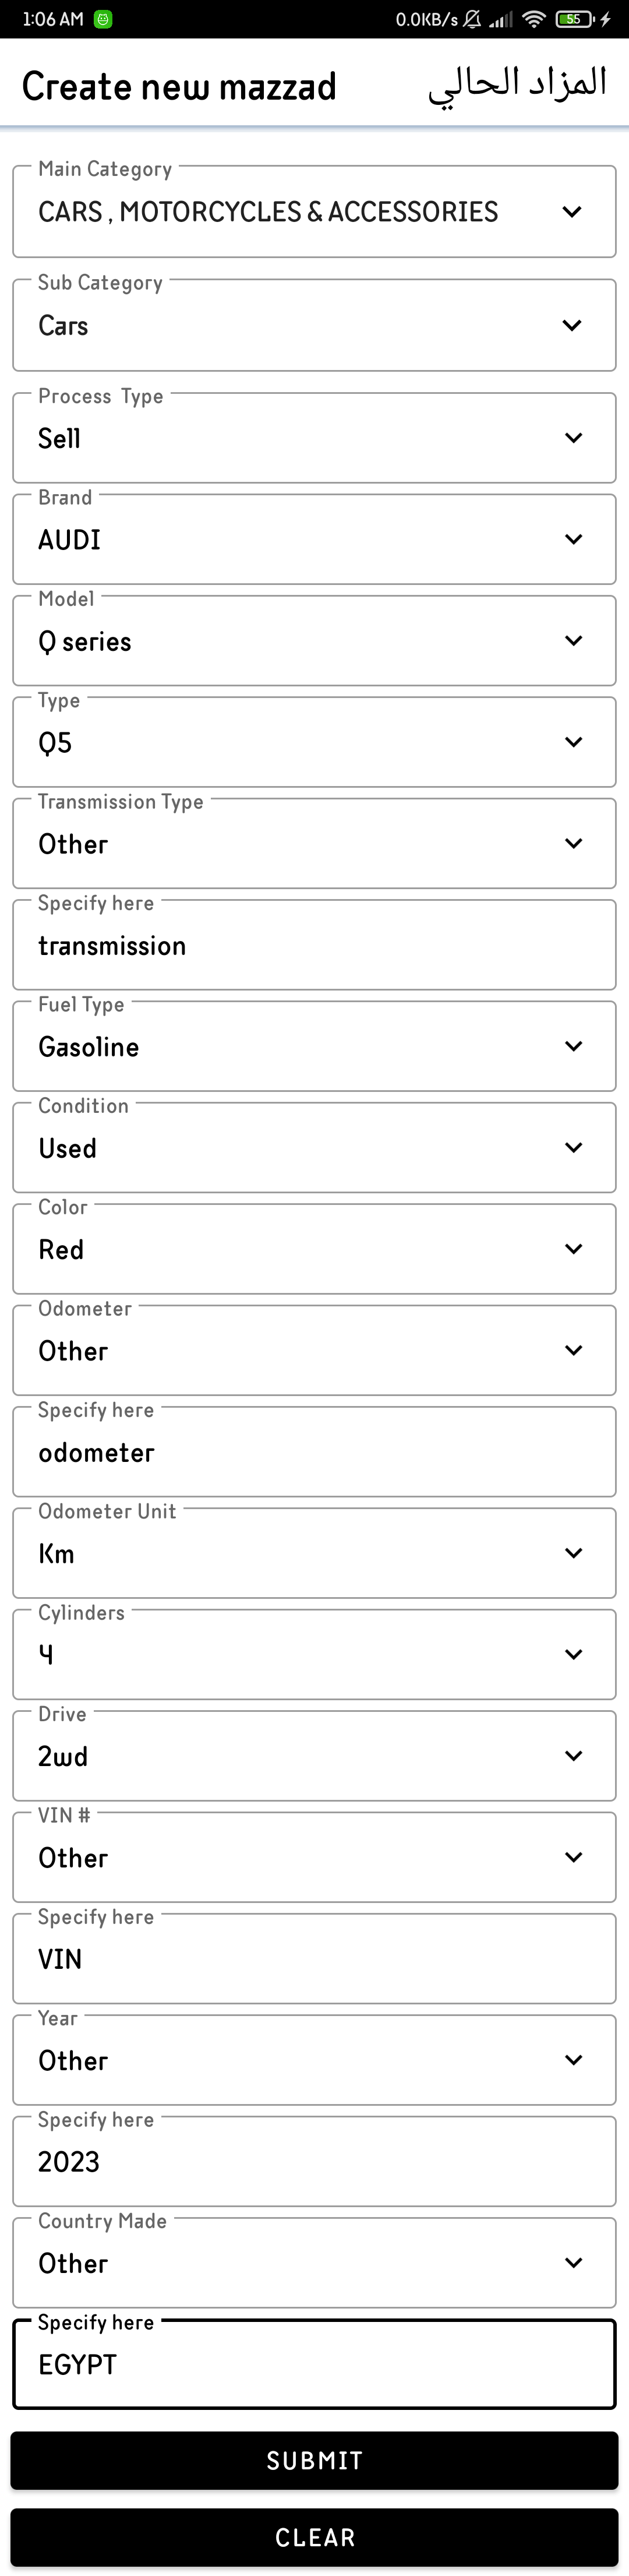 1:06 AM 0.0KB/s 55
Create new mazzad المزاد الحالي
Main Category
CARS , MOTORCYCLES & ACCESSORIES
Sub Category
Cars
Process Type
Sell
Brand
AUDI
Model
Q series
Type
Q5
Transmission Type
Other
Specify here
transmission
Fuel Type
Gasoline
Condition
Used
Color
Red
Odometer
Other
Specify here
odometer
Odometer Unit
Km
Cylinders
4
Drive
2wd
VIN #
Other
Specify here
VIN
Year
Other
Specify here
2023
Country Made
Other
Specify here
EGYPT
SUBMIT
CLEAR